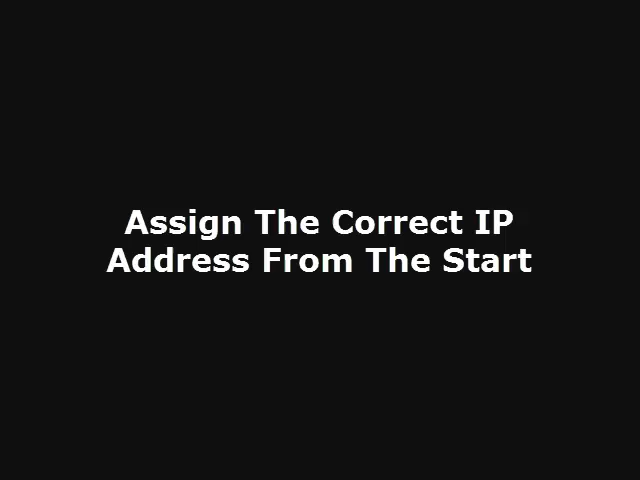 Assign The Correct IP
Address From The Start